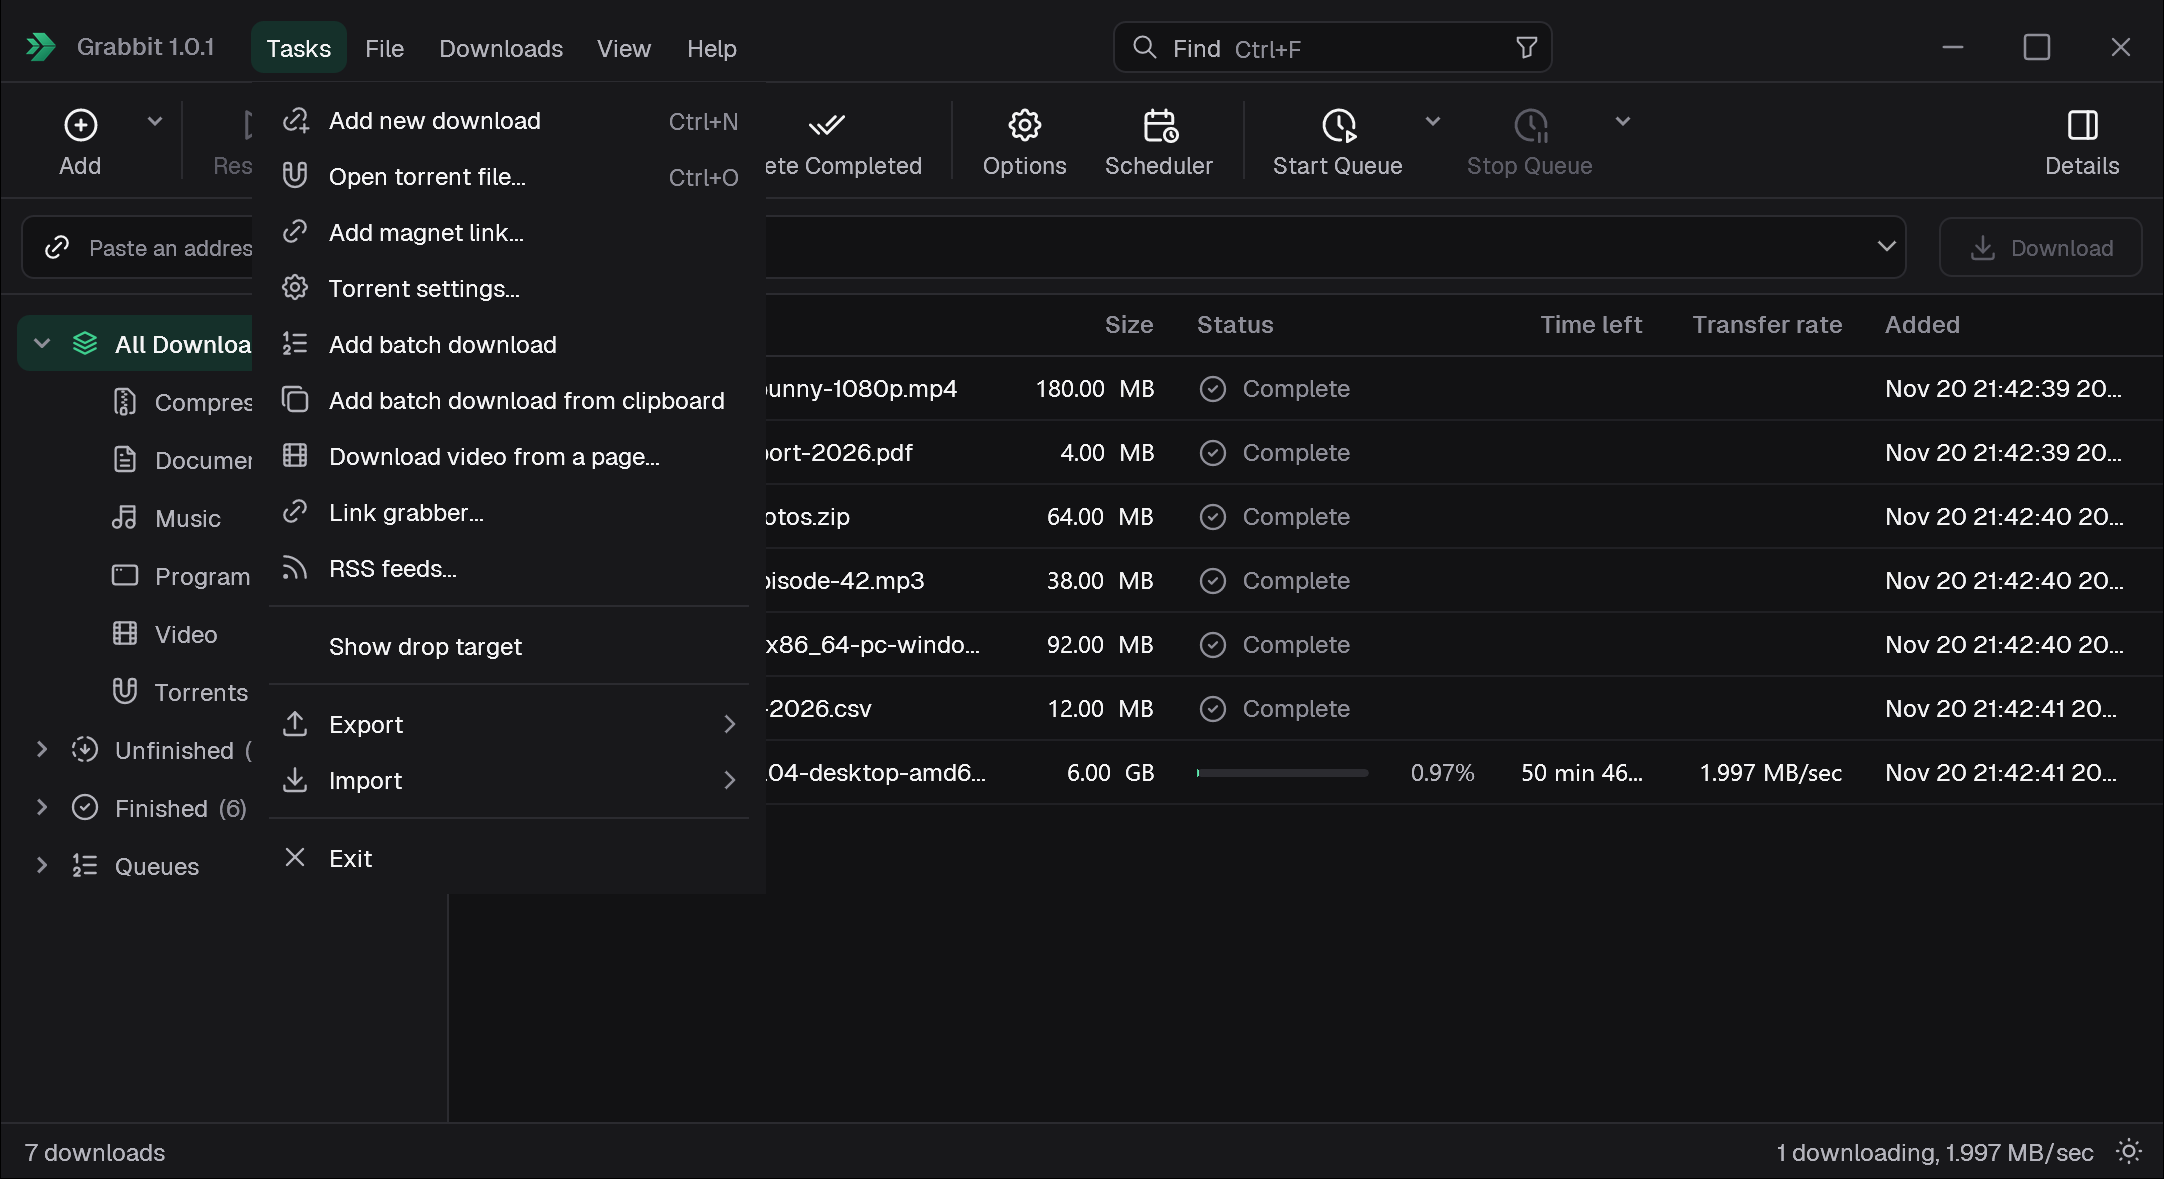 Grabbit 1.0.1
Tasks File Downloads View Help
Find Ctrl+F
Add
Res
ete Completed
Options
Scheduler
Start Queue
Stop Queue
Details
Paste an addres
Download
Add new download Ctrl+N
Open torrent file... Ctrl+O
Add magnet link...
Torrent settings...
Add batch download
Add batch download from clipboard
Download video from a page...
Link grabber...
RSS feeds...
Show drop target
Export
Import
Exit
All Downloa
Compres
Documen
Music
Program
Video
Torrents
Unfinished (
Finished (6)
Queues
Size Status Time left Transfer rate Added
unny-1080p.mp4 180.00 MB Complete Nov 20 21:42:39 20...
port-2026.pdf 4.00 MB Complete Nov 20 21:42:39 20...
otos.zip 64.00 MB Complete Nov 20 21:42:40 20...
pisode-42.mp3 38.00 MB Complete Nov 20 21:42:40 20...
x86_64-pc-windo... 92.00 MB Complete Nov 20 21:42:40 20...
-2026.csv 12.00 MB Complete Nov 20 21:42:41 20...
.04-desktop-amd6... 6.00 GB 0.97% 50 min 46... 1.997 MB/sec Nov 20 21:42:41 20...
7 downloads
1 downloading, 1.997 MB/sec